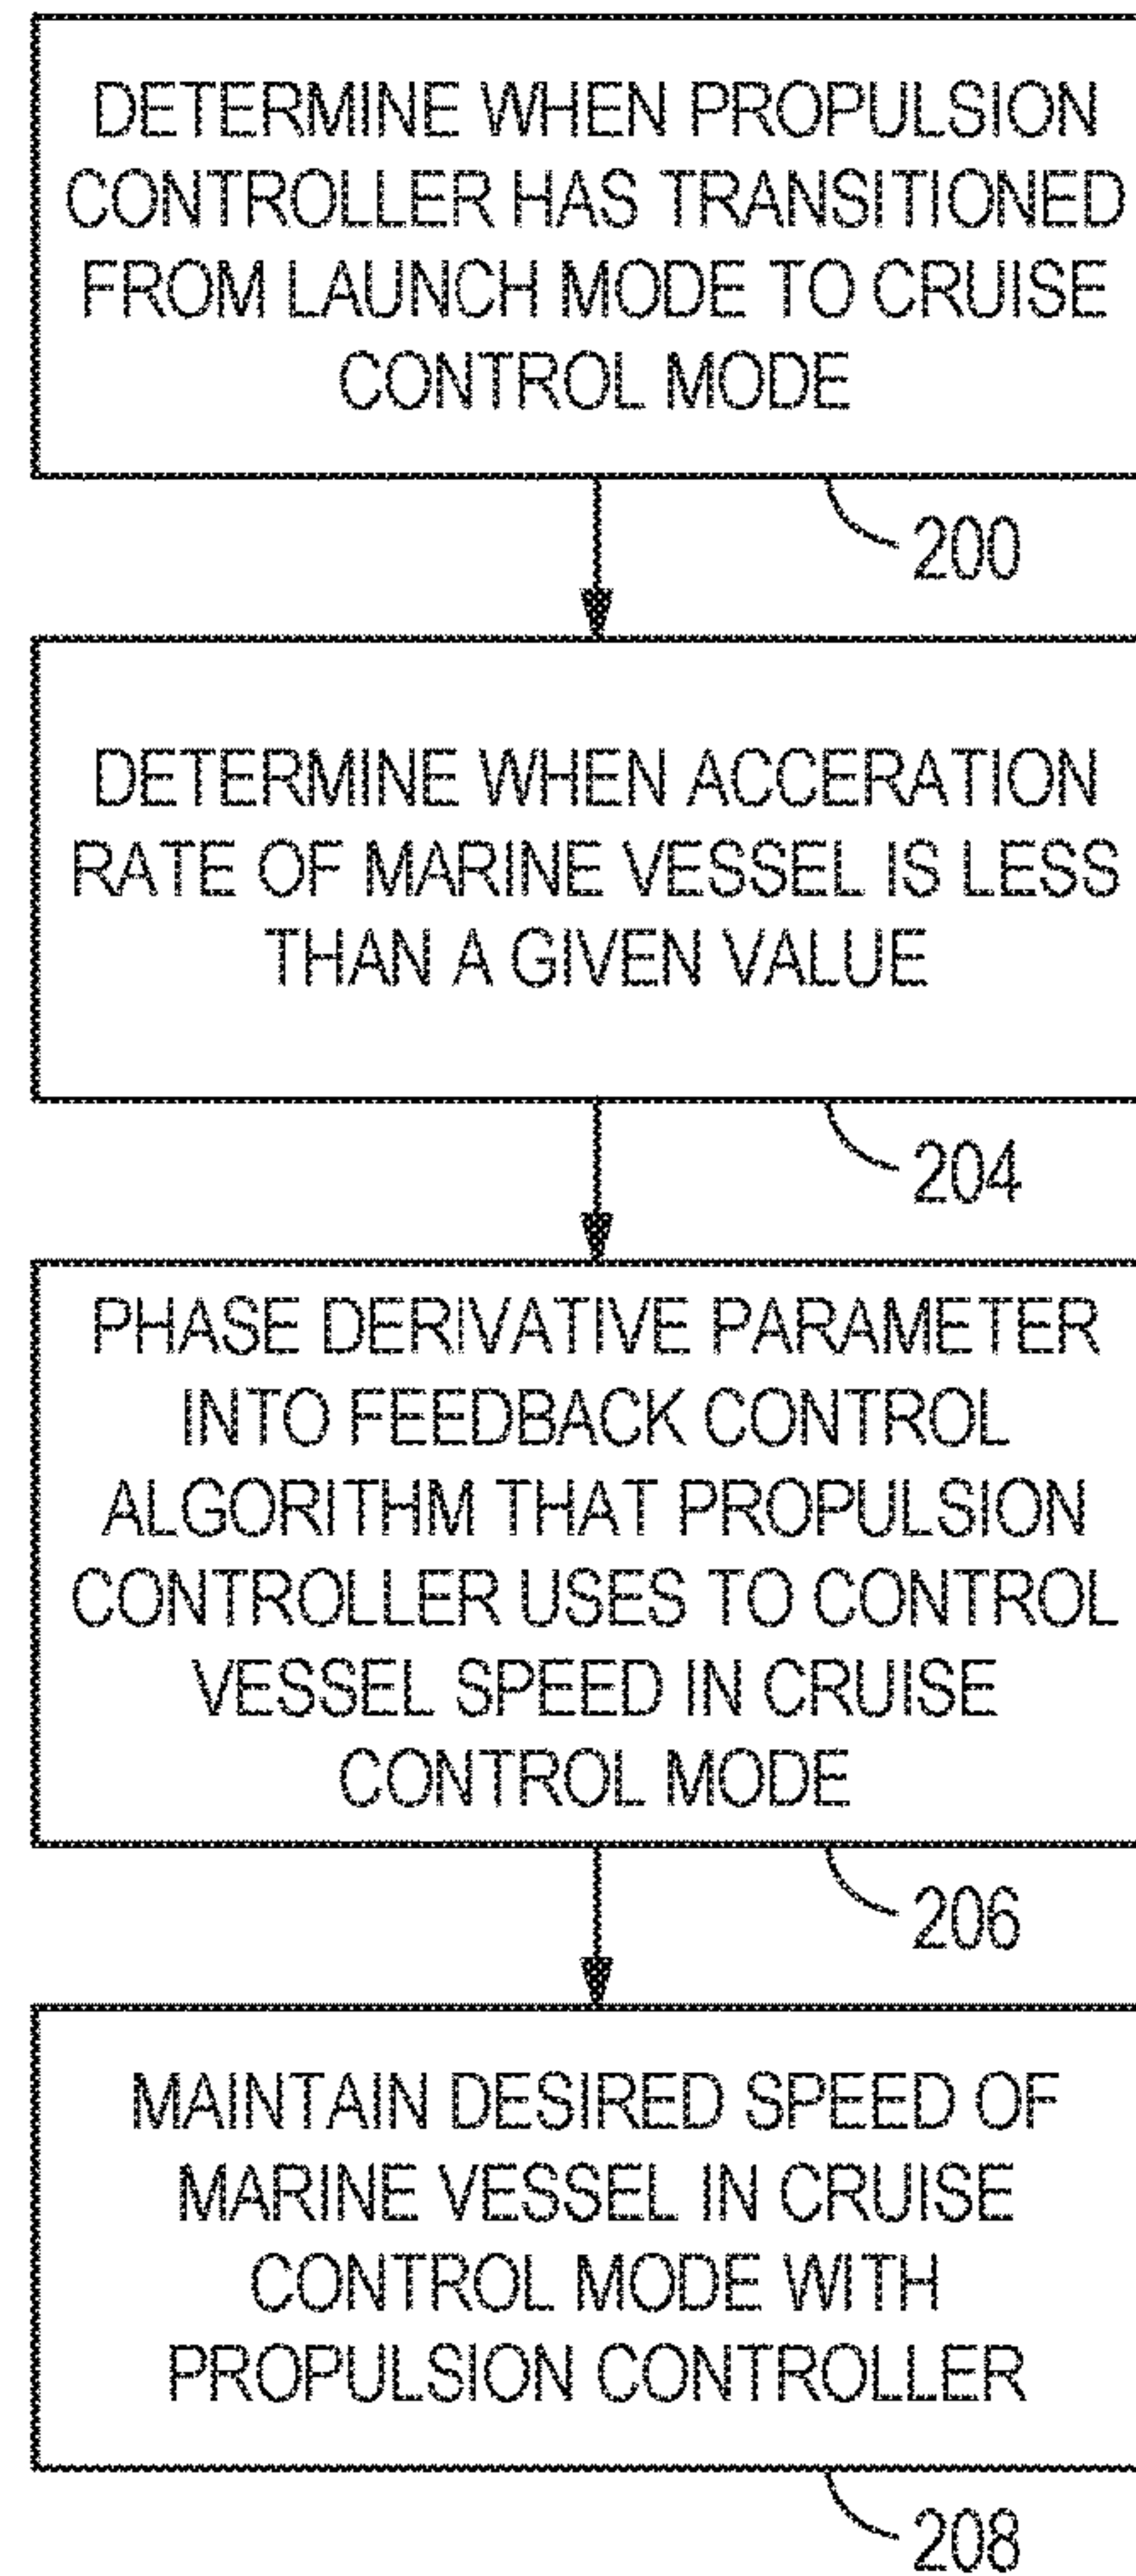 DETERMINE WHEN PROPULSION
CONTROLLER HAS TRANSITIONED
FROM LAUNCH MODE TO CRUISE
CONTROL MODE
200
DETERMINE WHEN ACCERATION
RATE OF MARINE VESSEL IS LESS
THAN A GIVEN VALUE
204
PHASE DERIVATIVE PARAMETER
INTO FEEDBACK CONTROL
ALGORITHM THAT PROPULSION
CONTROLLER USES TO CONTROL
VESSEL SPEED IN CRUISE
CONTROL MODE
206
MAINTAIN DESIRED SPEED OF
MARINE VESSEL IN CRUISE
CONTROL MODE WITH
PROPULSION CONTROLLER
208